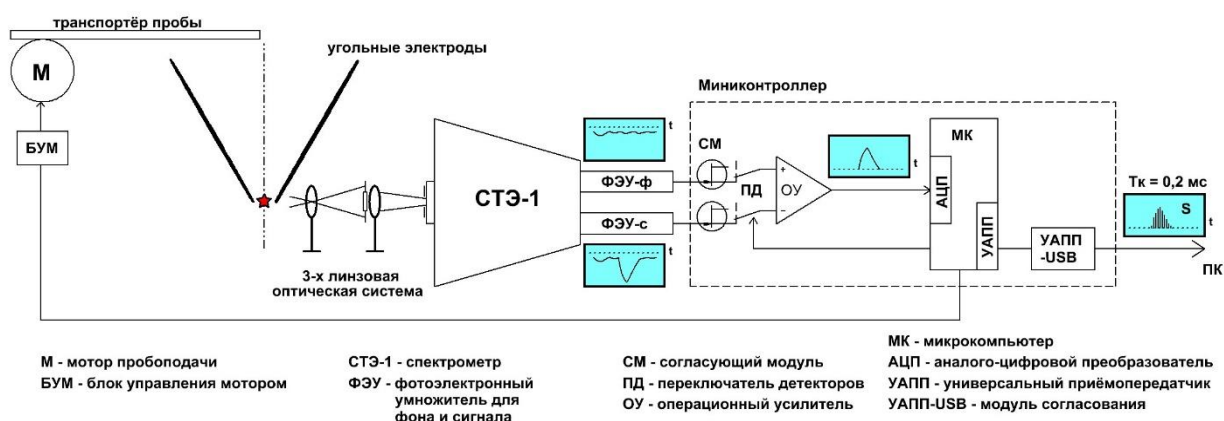 транспортёр пробы
угольные электроды
М
БУМ
3-х линзовая
оптическая система
СТЭ-1
t
ФЭУ-ф
ФЭУ-с
t
Миниконтроллер
СМ
ПД
+
ОУ
–
t
МК
АЦП
УАПП
УАПП
-USB
Тк = 0,2 мс
S
t
ПК
М - мотор пробоподачи
БУМ - блок управления мотором
СТЭ-1 - спектрометр
ФЭУ - фотоэлектронный
умножитель для
фона и сигнала
СМ - согласующий модуль
ПД - переключатель детекторов
ОУ - операционный усилитель
МК - микрокомпьютер
АЦП - аналого-цифровой преобразователь
УАПП - универсальный приёмопередатчик
УАПП-USB - модуль согласования